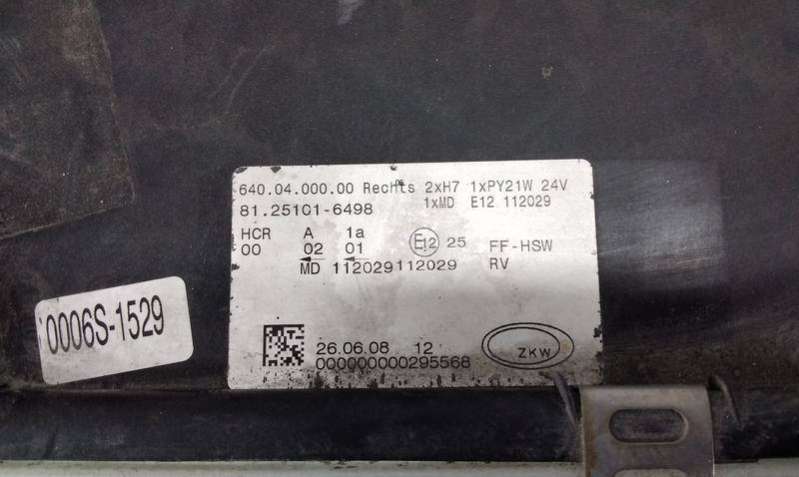 640.04.000.00 Rechts 2xH7 1xPY21W 24V
81.25101-6498 1xMD E12 112029
HCR A 1a
00 02 01 E12 25 FF-HSW
MD 112029112029 RV
26.06.08 12
000000000295568
ZKW
0006S-1529